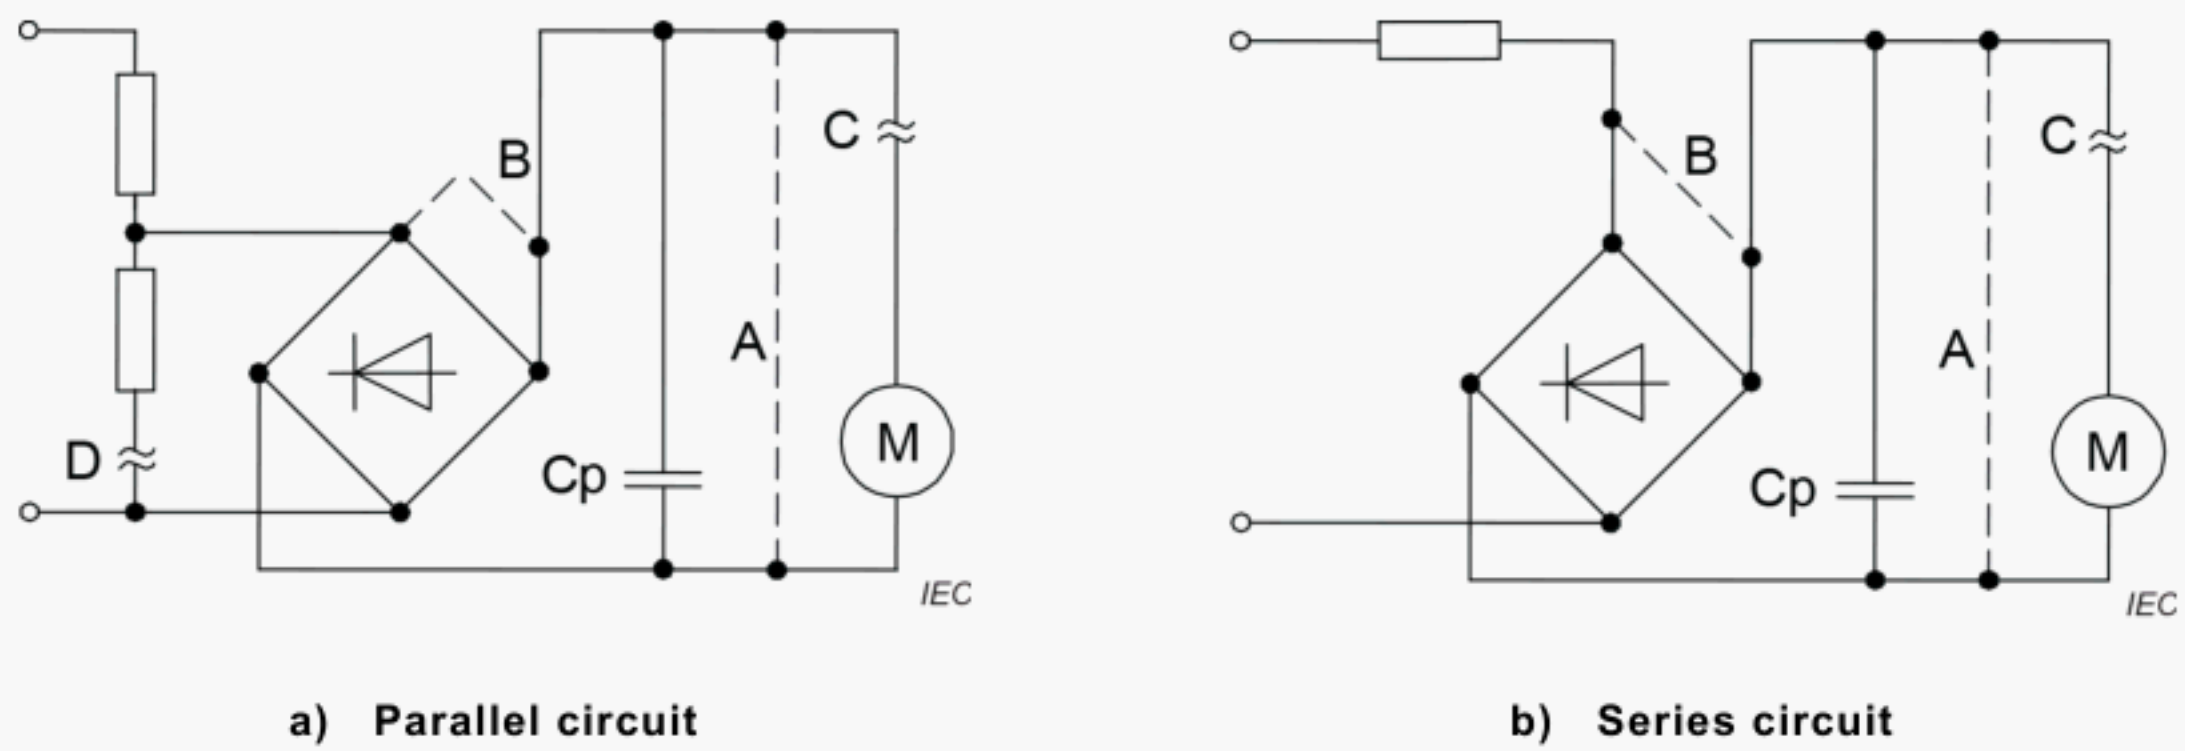 B
C
A
D
Cp
M
IEC
a) Parallel circuit
B
C
A
Cp
M
IEC
b) Series circuit